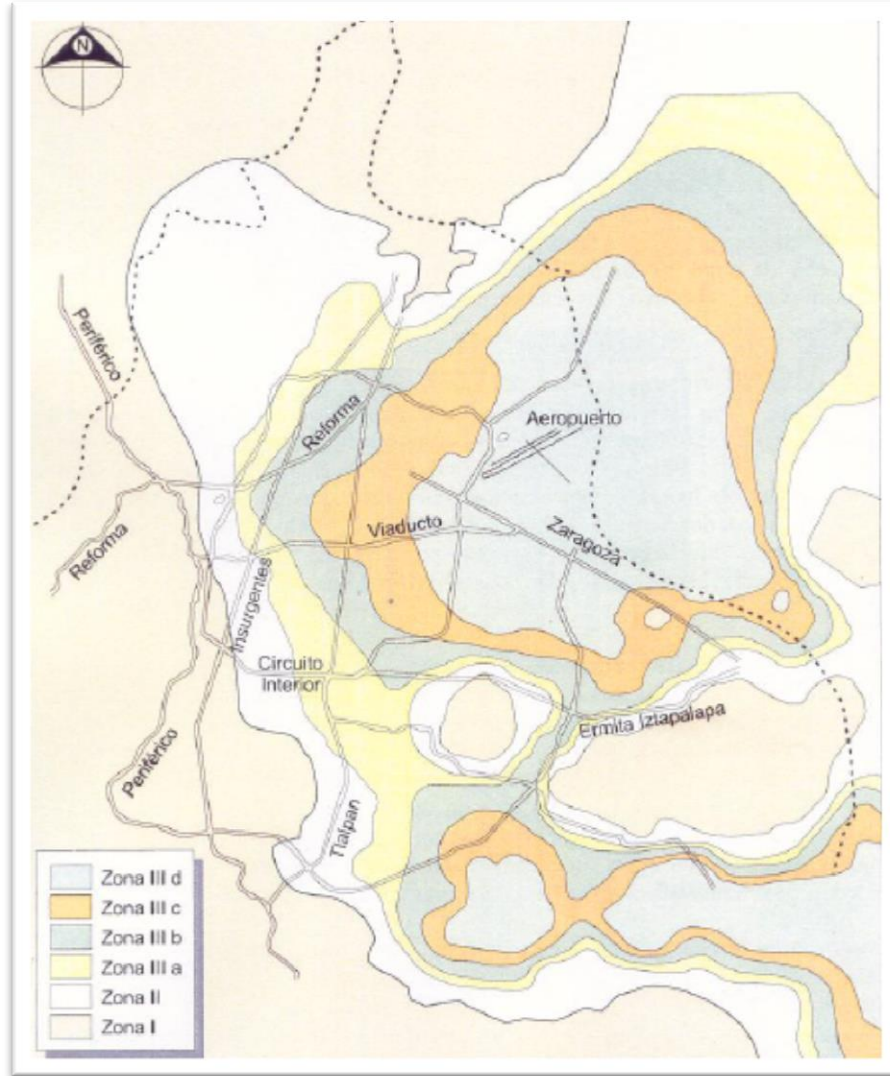 N
Periférico
Reforma
Aeropuerto
Reforma
Viaducto
Zaragoza
Insurgentes
Circuito
Interior
Ermita Iztapalapa
Periférico
Tlalpan
Zona III d
Zona III c
Zona III b
Zona III a
Zona II
Zona I